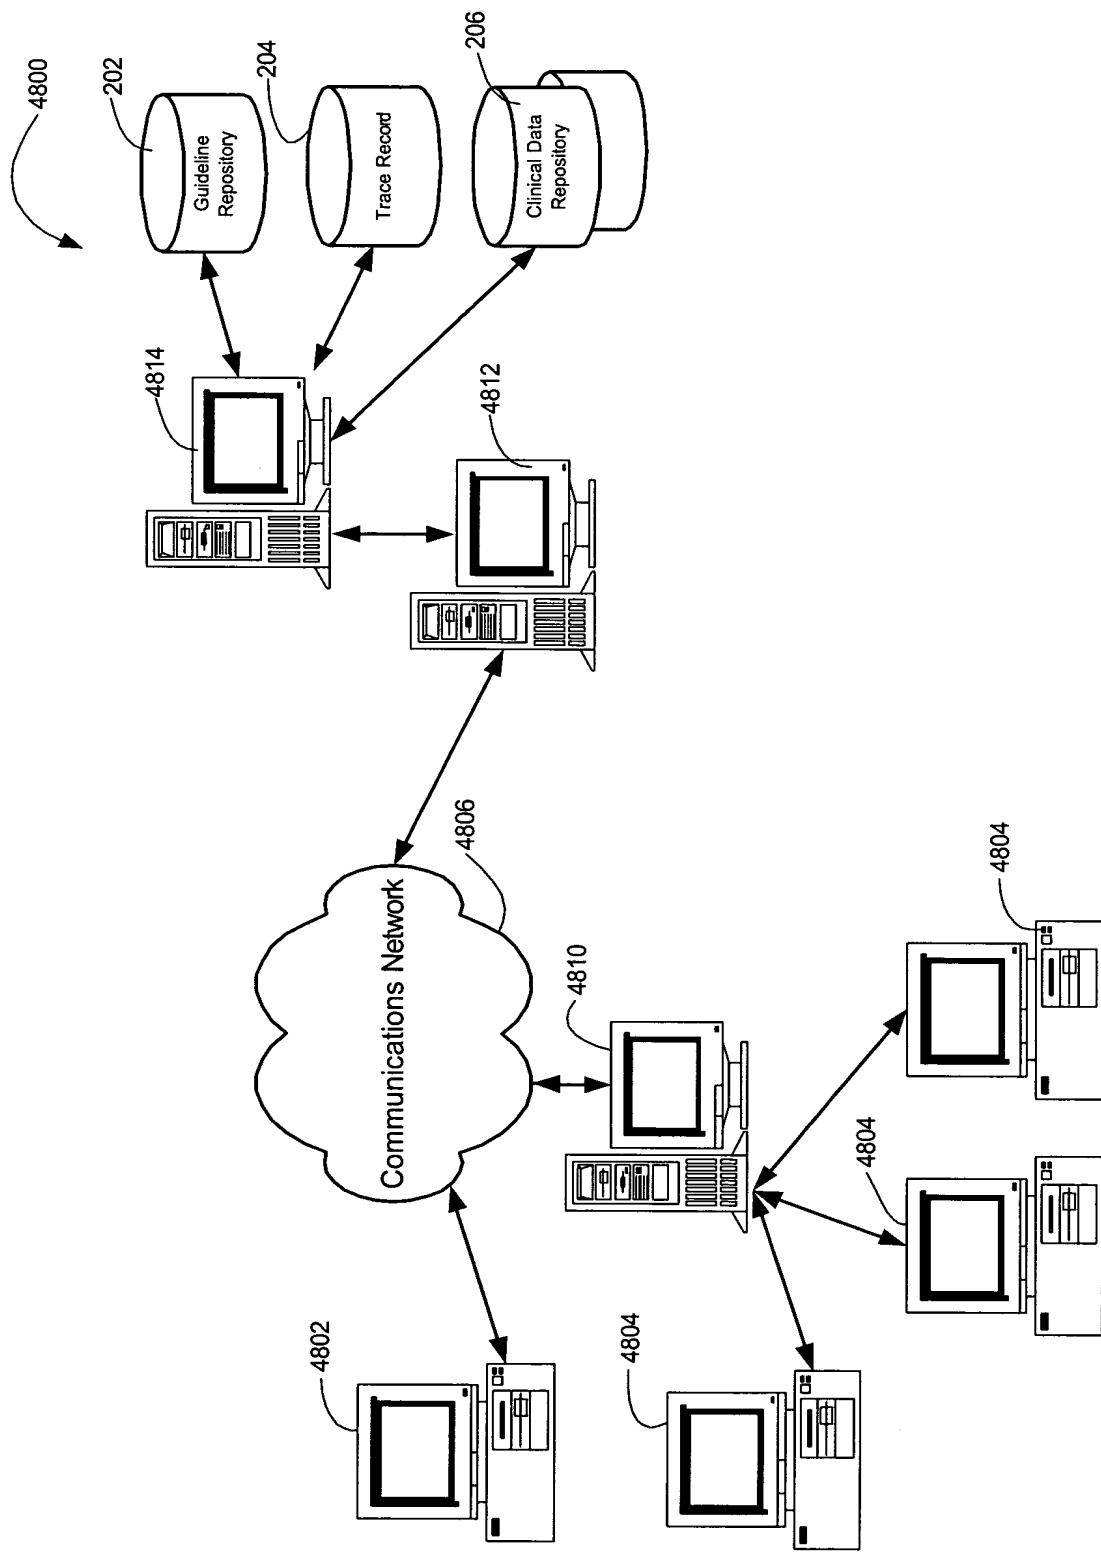 4800
202
Guideline
Repository
204
Trace Record
206
Clinical Data
Repository
4814
4812
Communications Network
4806
4810
4802
4804
4804
4804